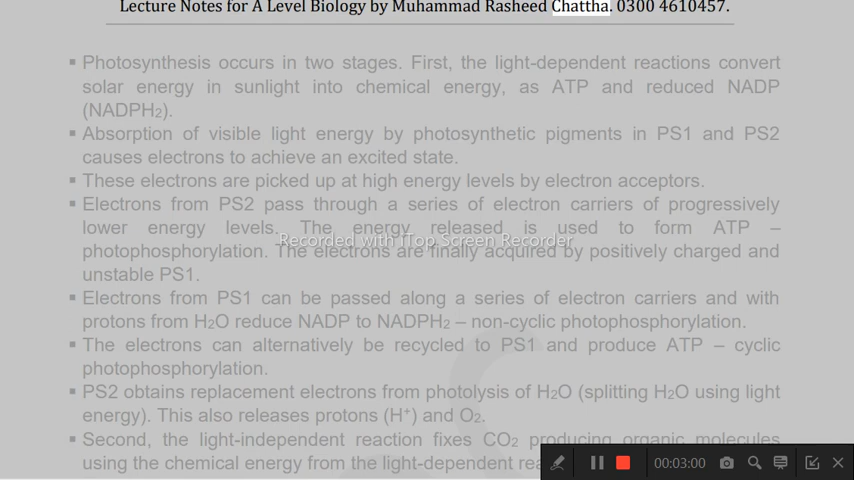 Lecture Notes for A Level Biology by Muhammad Rasheed Chattha. 0300 4610457.
▪ Photosynthesis occurs in two stages. First, the light-dependent reactions convert
solar energy in sunlight into chemical energy, as ATP and reduced NADP
(NADPH₂).
▪ Absorption of visible light energy by photosynthetic pigments in PS1 and PS2
causes electrons to achieve an excited state.
▪ These electrons are picked up at high energy levels by electron acceptors.
▪ Electrons from PS2 pass through a series of electron carriers of progressively
lower energy levels. The energy released is used to form ATP –
Recorded with iTop Screen Recorder
photophosphorylation. The electrons are finally acquired by positively charged and
unstable PS1.
▪ Electrons from PS1 can be passed along a series of electron carriers and with
protons from H₂O reduce NADP to NADPH₂ – non-cyclic photophosphorylation.
▪ The electrons can alternatively be recycled to PS1 and produce ATP – cyclic
photophosphorylation.
▪ PS2 obtains replacement electrons from photolysis of H₂O (splitting H₂O using light
energy). This also releases protons (H⁺) and O₂.
▪ Second, the light-independent reaction fixes CO₂ producing organic molecules
using the chemical energy from the light-dependent
00:03:00